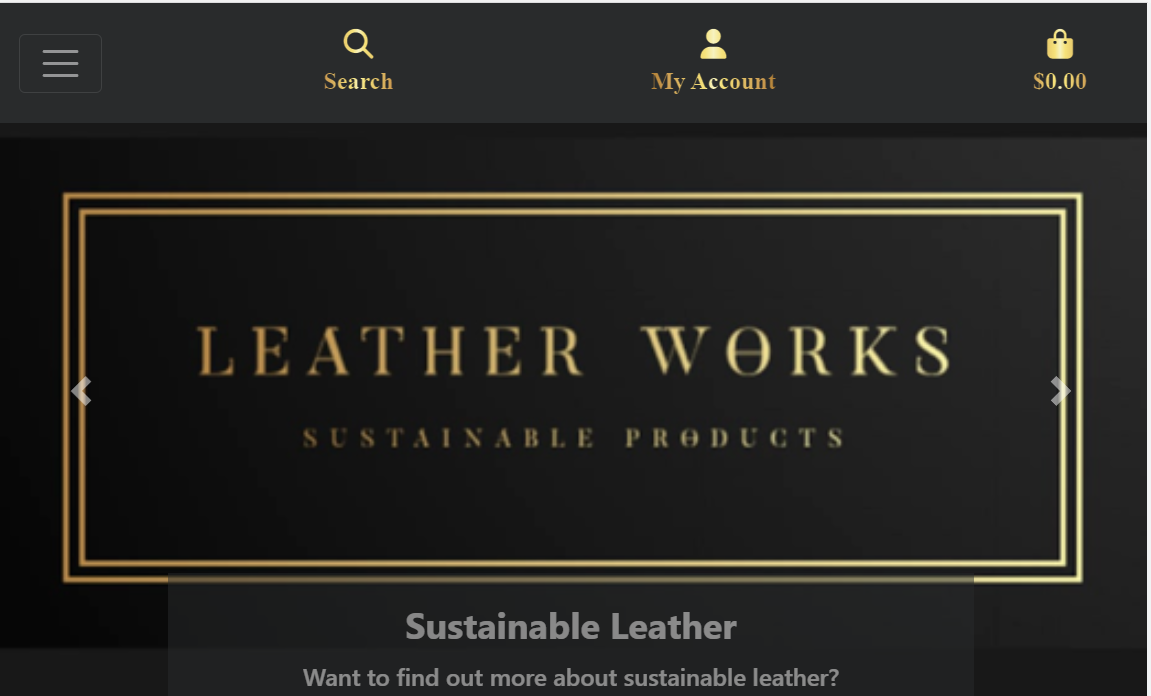 Search
My Account
$0.00
LEATHER WORKS
SUSTAINABLE PRODUCTS
Sustainable Leather
Want to find out more about sustainable leather?